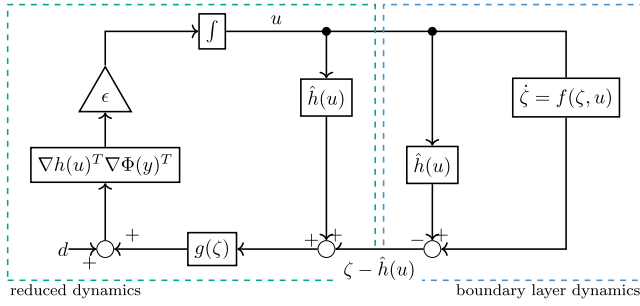 ∫
u
ĥ(u)
ζ̇ = f(ζ, u)
ϵ
∇h(u)^T∇Φ(y)^T
ĥ(u)
d
+
+
g(ζ)
+
+
−
+
ζ − ĥ(u)
reduced dynamics
boundary layer dynamics